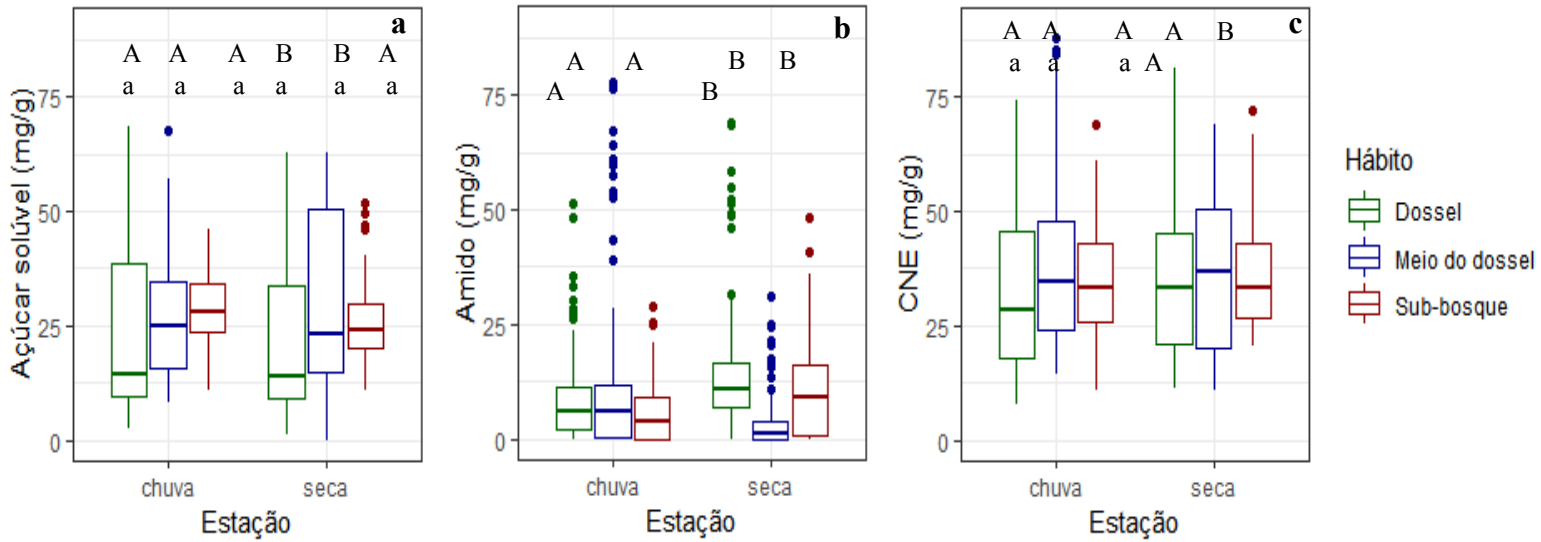 a
A A A B B A
a a a a a a
75
50
25
0
Açúcar solúvel (mg/g)
chuva seca
Estação
b
A A B B
A B
75
50
25
0
Amido (mg/g)
chuva seca
Estação
c
A A A A B
a a a A
75
50
25
0
CNE (mg/g)
chuva seca
Estação
Hábito
Dossel
Meio do dossel
Sub-bosque